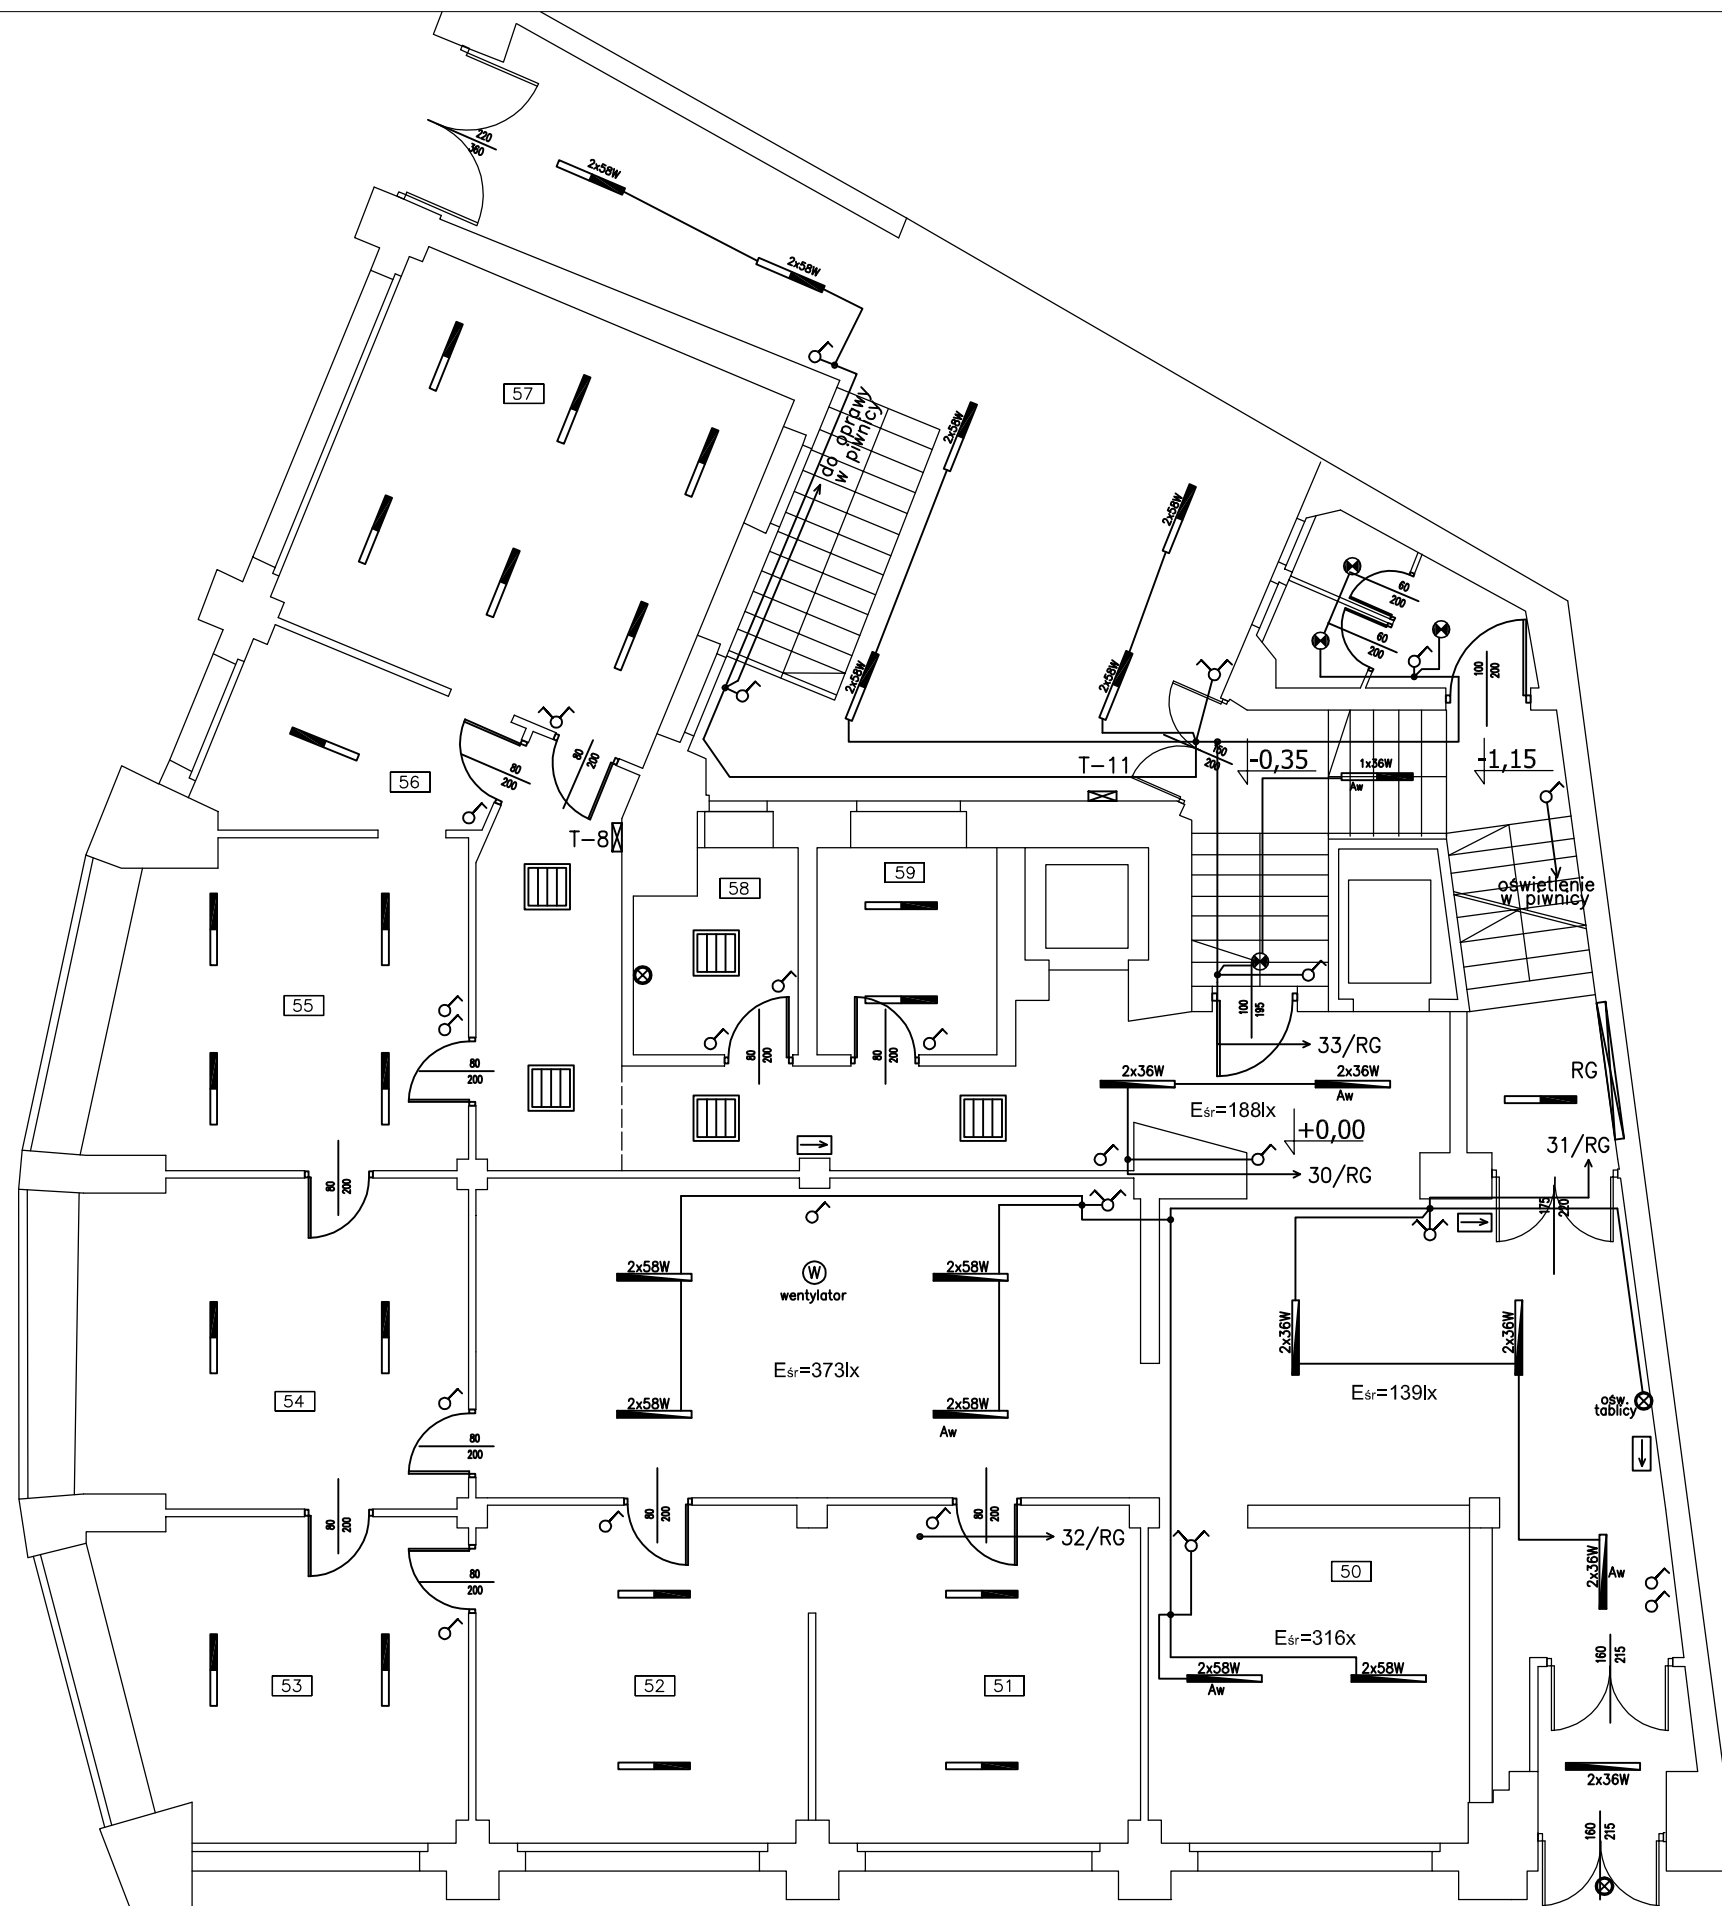 220
360
2x58W
2x58W
57
do oprawy
w piwnicy
2x58W
2x58W
60
200
60
200
100
200
2x58W
2x58W
80
200
80
200
56
160
200
T-11
-0,35
-1,15
1x36W
Aw
T-8
59
58
oświetlenie
w piwnicy
55
100
195
33/RG
80
200
80
200
80
200
2x36W
2x36W
Aw
RG
Eśr=188lx
+0,00
31/RG
30/RG
80
200
175
220
2x58W
2x58W
W
wentylator
2x36W
2x36W
Eśr=373lx
Eśr=139lx
54
2x58W
2x58W
Aw
ośw.
tablicy
80
200
80
200
80
200
80
200
32/RG
80
200
50
2x36W
Aw
Eśr=316x
160
215
53
52
51
2x58W
Aw
2x58W
2x36W
160
215